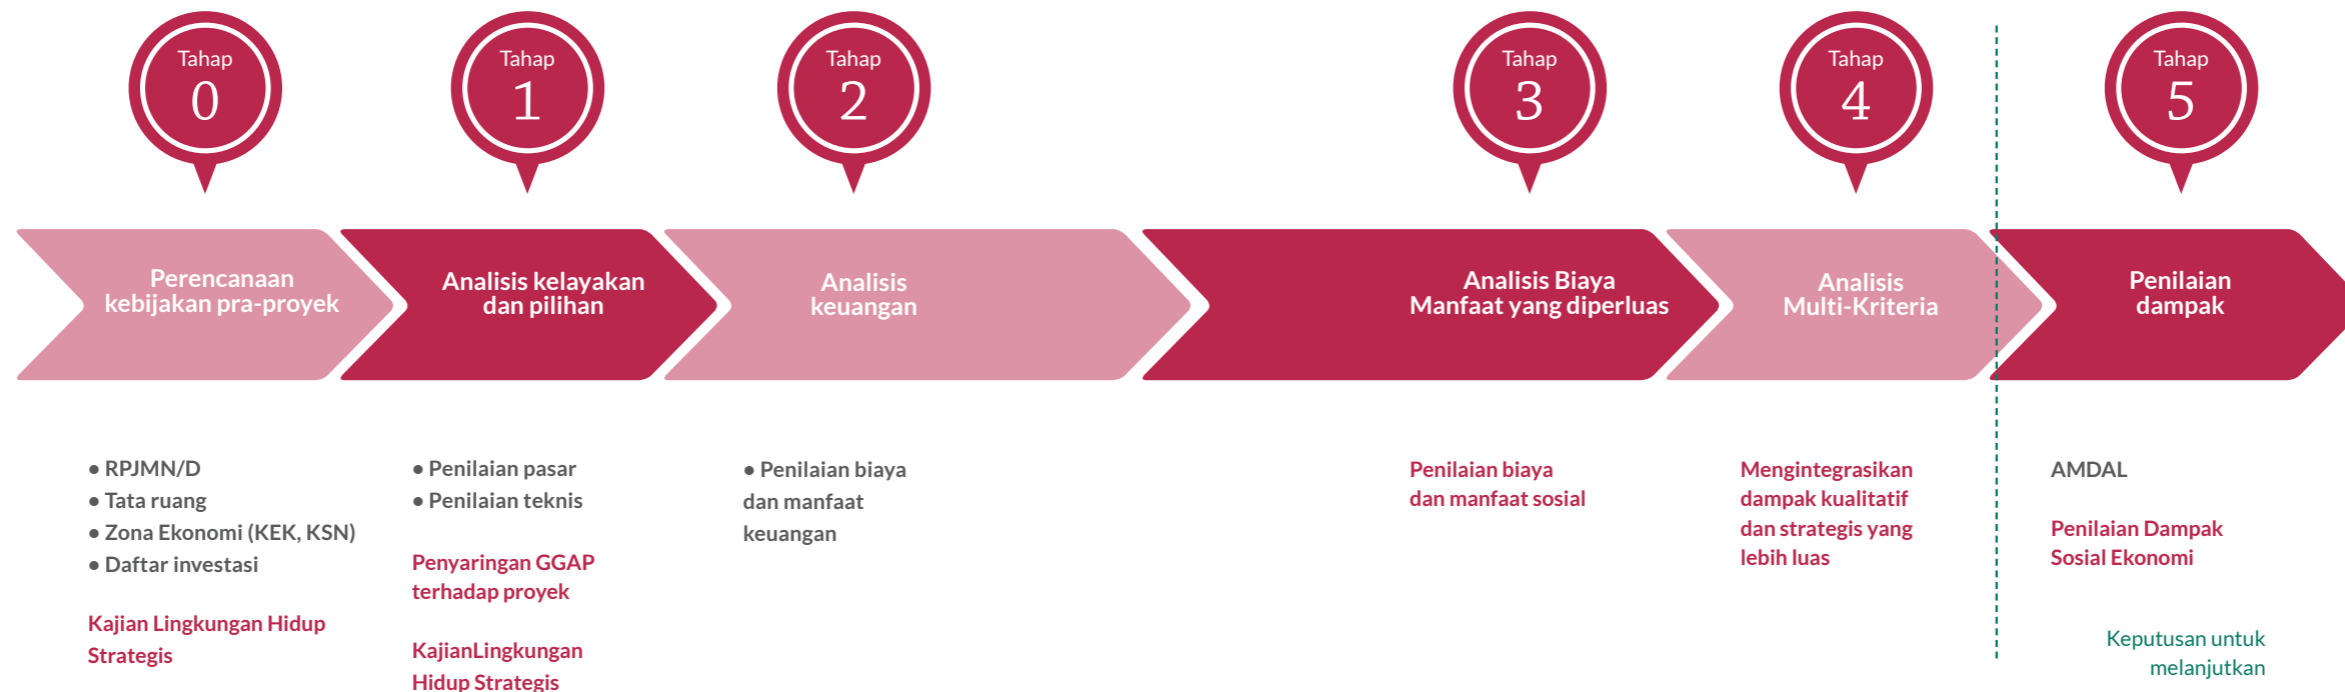 Tahap
0
Tahap
1
Tahap
2
Tahap
3
Tahap
4
Tahap
5
Perencanaan
kebijakan pra-proyek
Analisis kelayakan
dan pilihan
Analisis
keuangan
Analisis Biaya
Manfaat yang diperluas
Analisis
Multi-Kriteria
Penilaian
dampak
● RPJMN/D
● Tata ruang
● Zona Ekonomi (KEK, KSN)
● Daftar investasi
Kajian Lingkungan Hidup
Strategis
● Penilaian pasar
● Penilaian teknis
Penyaringan GGAP
terhadap proyek
KajianLingkungan
Hidup Strategis
● Penilaian biaya
dan manfaat
keuangan
Penilaian biaya
dan manfaat sosial
Mengintegrasikan
dampak kualitatif
dan strategis yang
lebih luas
AMDAL
Penilaian Dampak
Sosial Ekonomi
Keputusan untuk
melanjutkan